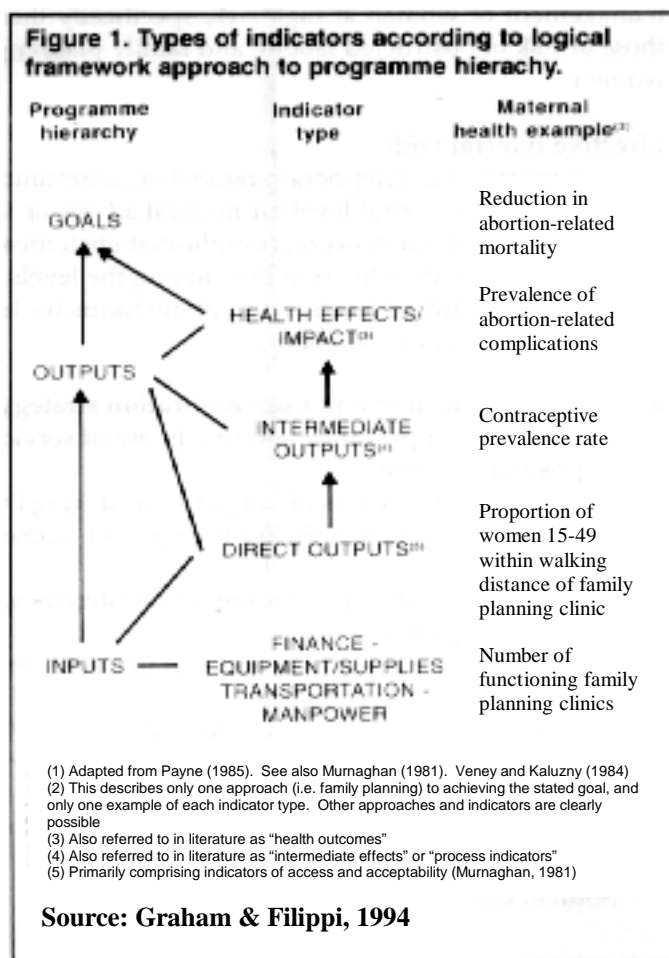 Figure 1. Types of indicators according to logical
framework approach to programme hierachy.
Programme
hierarchy
Indicator
type
Maternal
health example⁽²⁾
GOALS
Reduction in
abortion-related
mortality
HEALTH EFFECTS/
IMPACT⁽³⁾
Prevalence of
abortion-related
complications
OUTPUTS
INTERMEDIATE
OUTPUTS⁽⁴⁾
Contraceptive
prevalence rate
DIRECT OUTPUTS⁽⁵⁾
Proportion of
women 15-49
within walking
distance of family
planning clinic
INPUTS
FINANCE -
EQUIPMENT/SUPPLIES
TRANSPORTATION -
MANPOWER
Number of
functioning family
planning clinics
(1) Adapted from Payne (1985). See also Murnaghan (1981). Veney and Kaluzny (1984)
(2) This describes only one approach (i.e. family planning) to achieving the stated goal, and
only one example of each indicator type. Other approaches and indicators are clearly
possible
(3) Also referred to in literature as “health outcomes”
(4) Also referred to in literature as “intermediate effects” or “process indicators”
(5) Primarily comprising indicators of access and acceptability (Murnaghan, 1981)
Source: Graham & Filippi, 1994